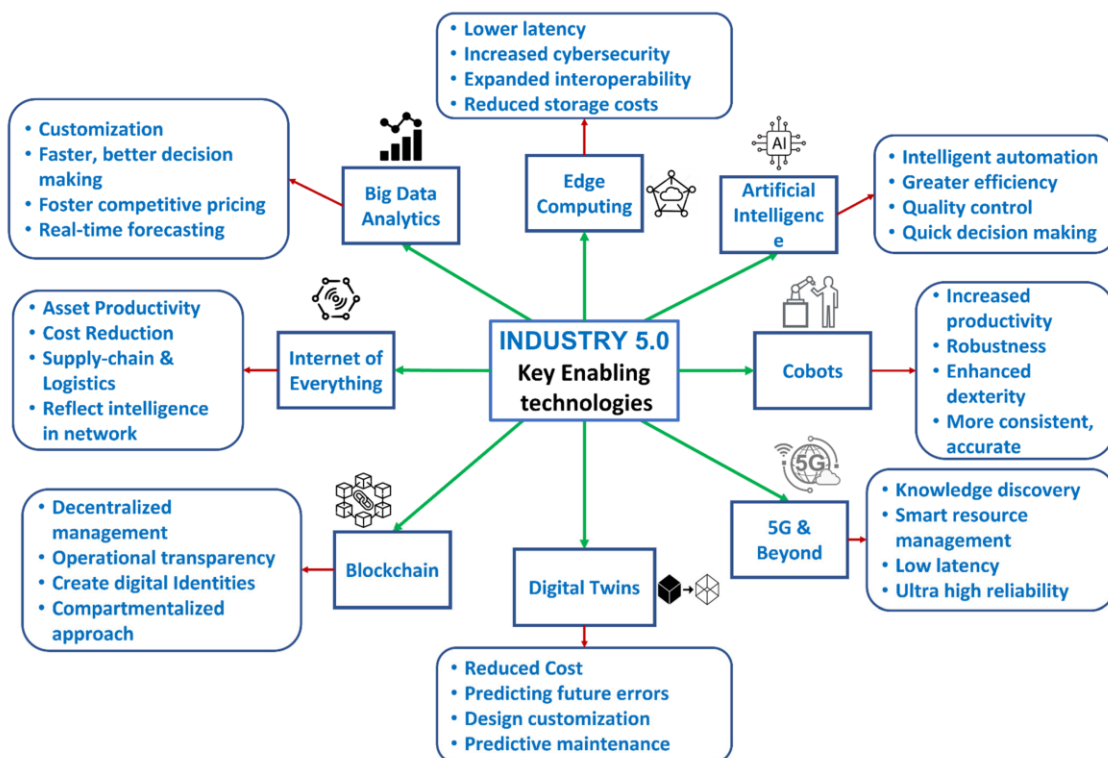 • Lower latency
• Increased cybersecurity
• Expanded interoperability
• Reduced storage costs
• Customization
• Faster, better decision
making
• Foster competitive pricing
• Real-time forecasting
Big Data
Analytics
Edge
Computing
AI
Artificial
Intelligenc
e
• Intelligent automation
• Greater efficiency
• Quality control
• Quick decision making
• Asset Productivity
• Cost Reduction
• Supply-chain &
Logistics
• Reflect intelligence
in network
Internet of
Everything
INDUSTRY 5.0
Key Enabling
technologies
Cobots
• Increased
productivity
• Robustness
• Enhanced
dexterity
• More consistent,
accurate
• Decentralized
management
• Operational transparency
• Create digital Identities
• Compartmentalized
approach
Blockchain
Digital Twins
5G
5G &
Beyond
• Knowledge discovery
• Smart resource
management
• Low latency
• Ultra high reliability
• Reduced Cost
• Predicting future errors
• Design customization
• Predictive maintenance